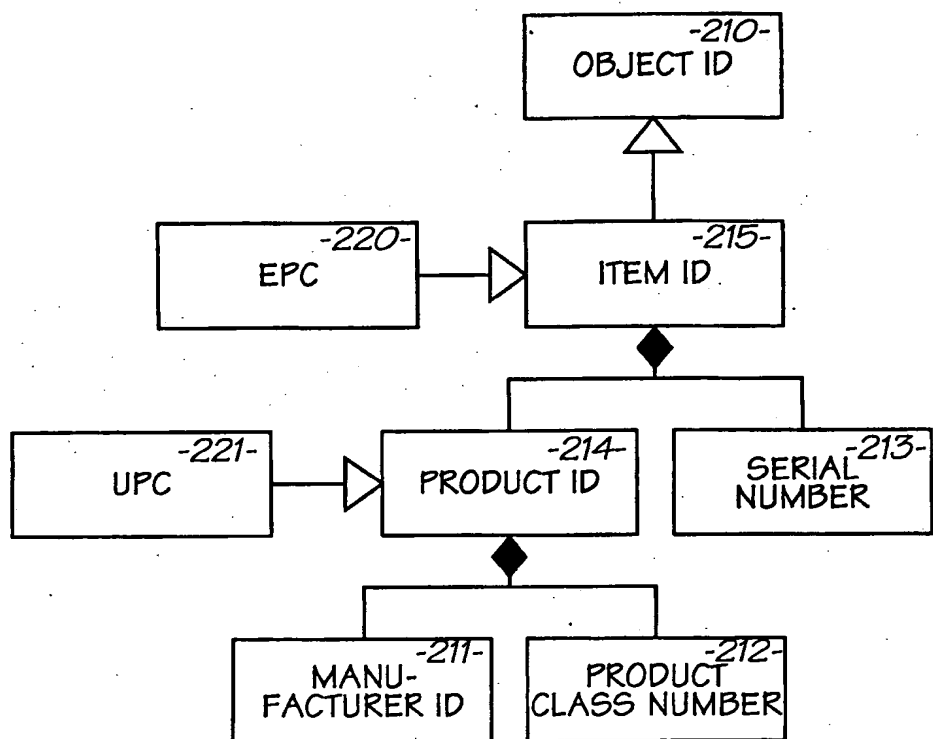 -210-
OBJECT ID
-220-
EPC
-215-
ITEM ID
-221-
UPC
-214-
PRODUCT ID
-213-
SERIAL
NUMBER
-211-
MANU-
FACTURER ID
-212-
PRODUCT
CLASS NUMBER